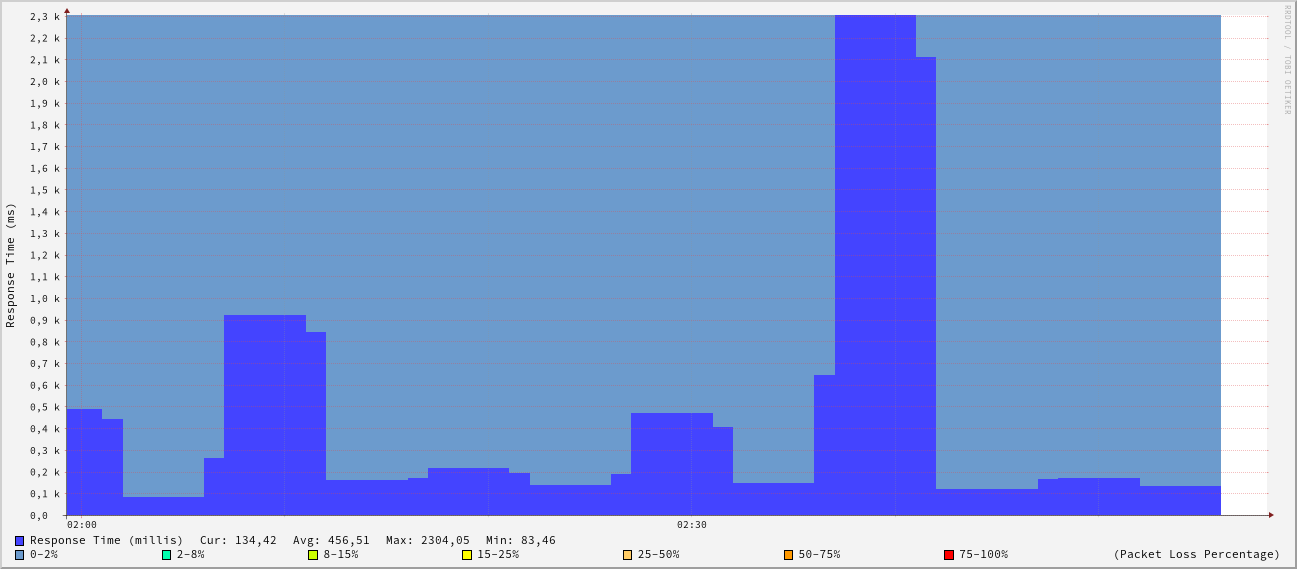 RRDTOOL / TOBI OETIKER
Response Time (ms)
2,3 k
2,2 k
2,1 k
2,0 k
1,9 k
1,8 k
1,7 k
1,6 k
1,5 k
1,4 k
1,3 k
1,2 k
1,1 k
1,0 k
0,9 k
0,8 k
0,7 k
0,6 k
0,5 k
0,4 k
0,3 k
0,2 k
0,1 k
0,0
02:00 02:30
Response Time (millis) Cur: 134,42 Avg: 456,51 Max: 2304,05 Min: 83,46
0-2% 2-8% 8-15% 15-25% 25-50% 50-75% 75-100% (Packet Loss Percentage)